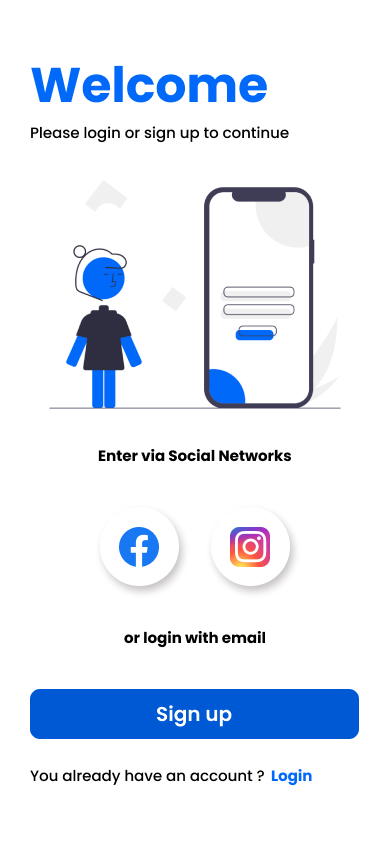 Welcome
Please login or sign up to continue
Enter via Social Networks
or login with email
Sign up
You already have an account ? Login